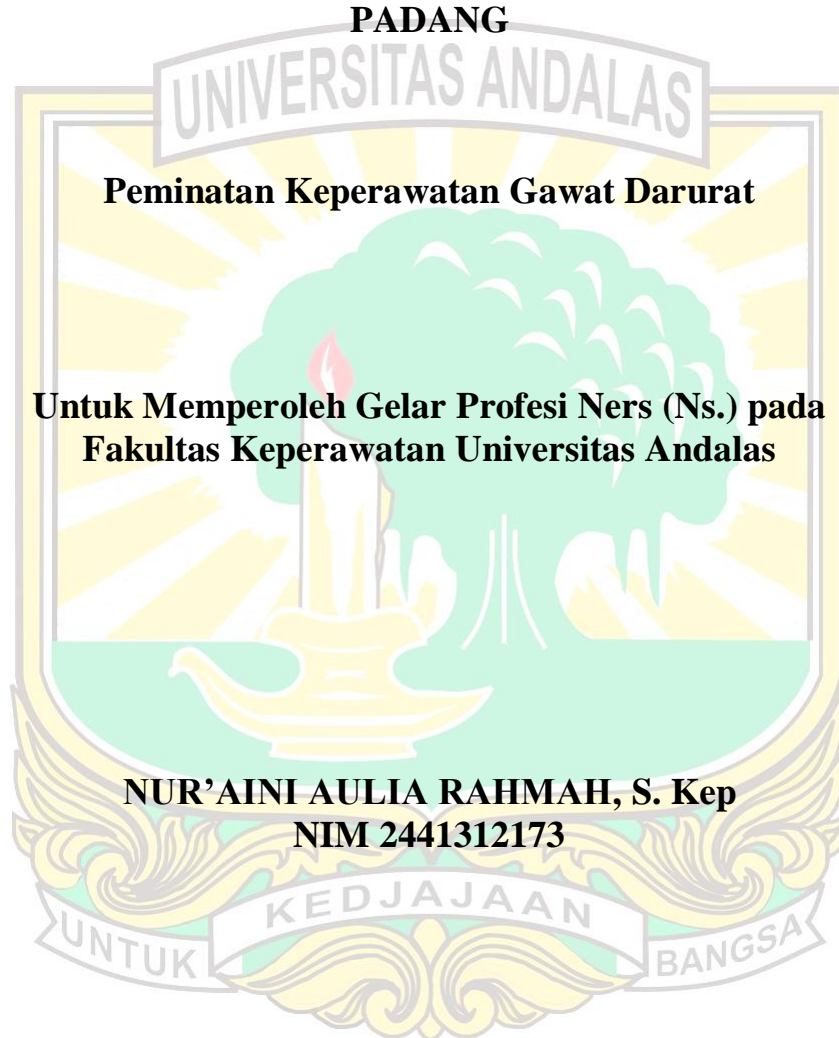 PADANG
UNIVERSITAS ANDALAS
Peminatan Keperawatan Gawat Darurat
Untuk Memperoleh Gelar Profesi Ners (Ns.) pada
Fakultas Keperawatan Universitas Andalas
NUR’AINI AULIA RAHMAH, S. Kep
NIM 2441312173
UNTUK KEDJAJAAN BANGSA